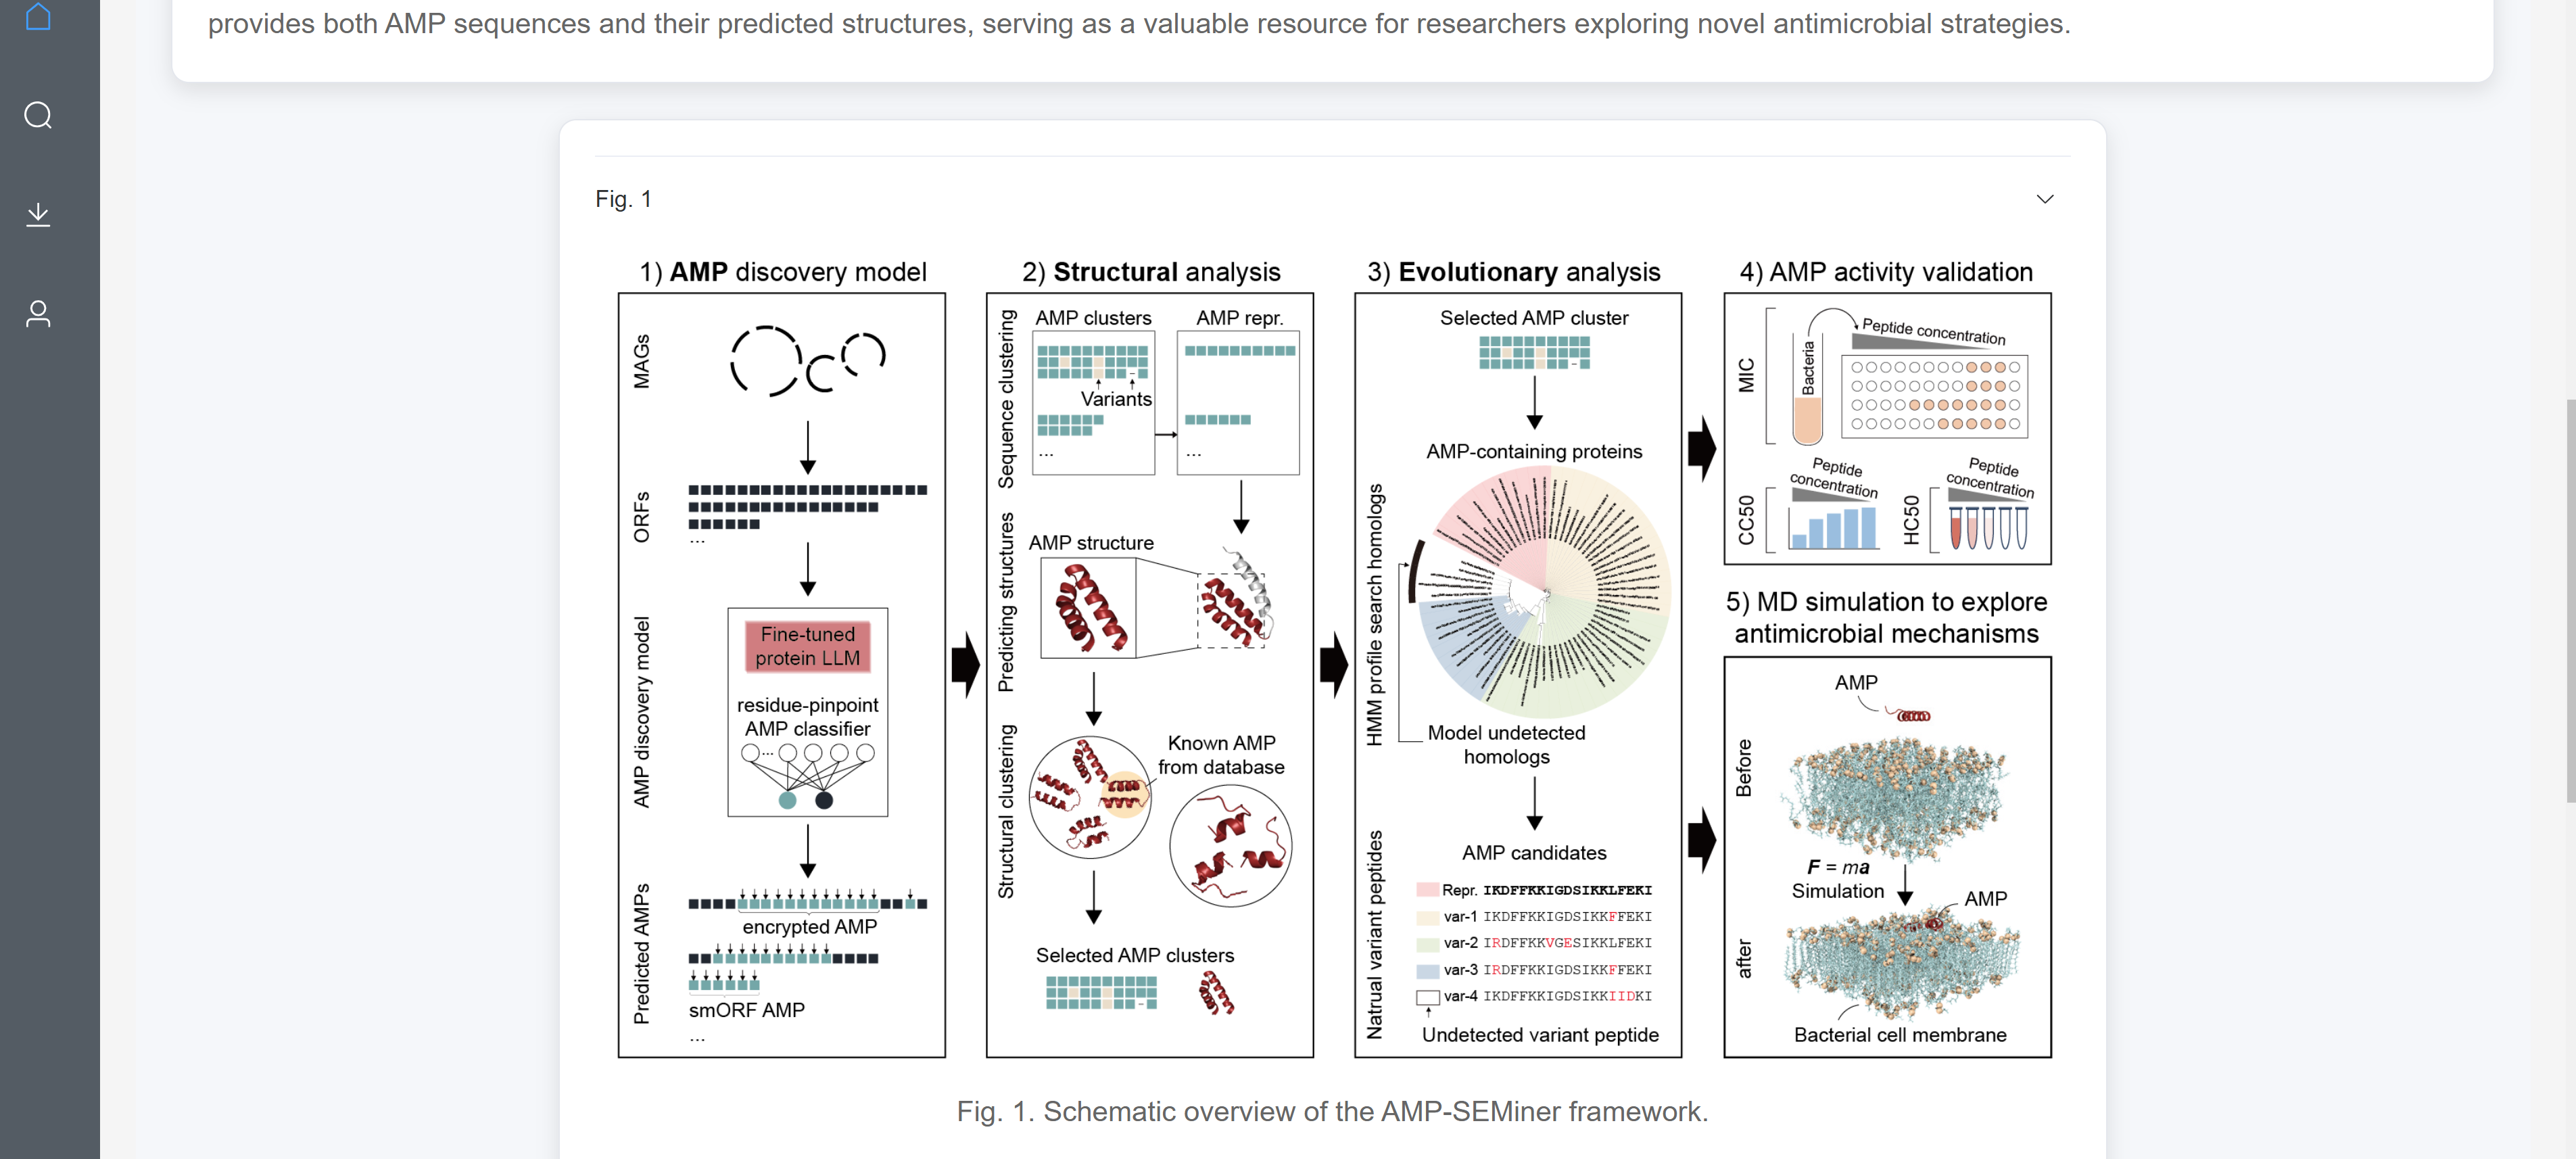 provides both AMP sequences and their predicted structures, serving as a valuable resource for researchers exploring novel antimicrobial strategies.
Fig. 1
1) AMP discovery model
MAGs
ORFs
...
AMP discovery model
Fine-tuned
protein LLM
residue-pinpoint
AMP classifier
...
Predicted AMPs
encrypted AMP
smORF AMP
...
2) Structural analysis
Sequence clustering
AMP clusters
AMP repr.
Variants
...
...
Predicting structures
AMP structure
Structural clustering
Known AMP
from database
Selected AMP clusters
3) Evolutionary analysis
Selected AMP cluster
HMM profile search homologs
AMP-containing proteins
Model undetected
homologs
Natrual variant peptides
AMP candidates
Repr. IKDFFKKIGDSIKKLFEKI
var-1 IKDFFKKIGDSIKKFFEKI
var-2 IRDFFKKVGESIKKLFEKI
var-3 IRDFFKKIGDSIKKFFEKI
var-4 IKDFFKKIGDSIKKIIDKI
Undetected variant peptide
4) AMP activity validation
MIC
Bacteria
Peptide concentration
CC50
Peptide
concentration
HC50
Peptide
concentration
5) MD simulation to explore
antimicrobial mechanisms
Before
AMP
F = ma
Simulation
after
AMP
Bacterial cell membrane
Fig. 1. Schematic overview of the AMP-SEMiner framework.